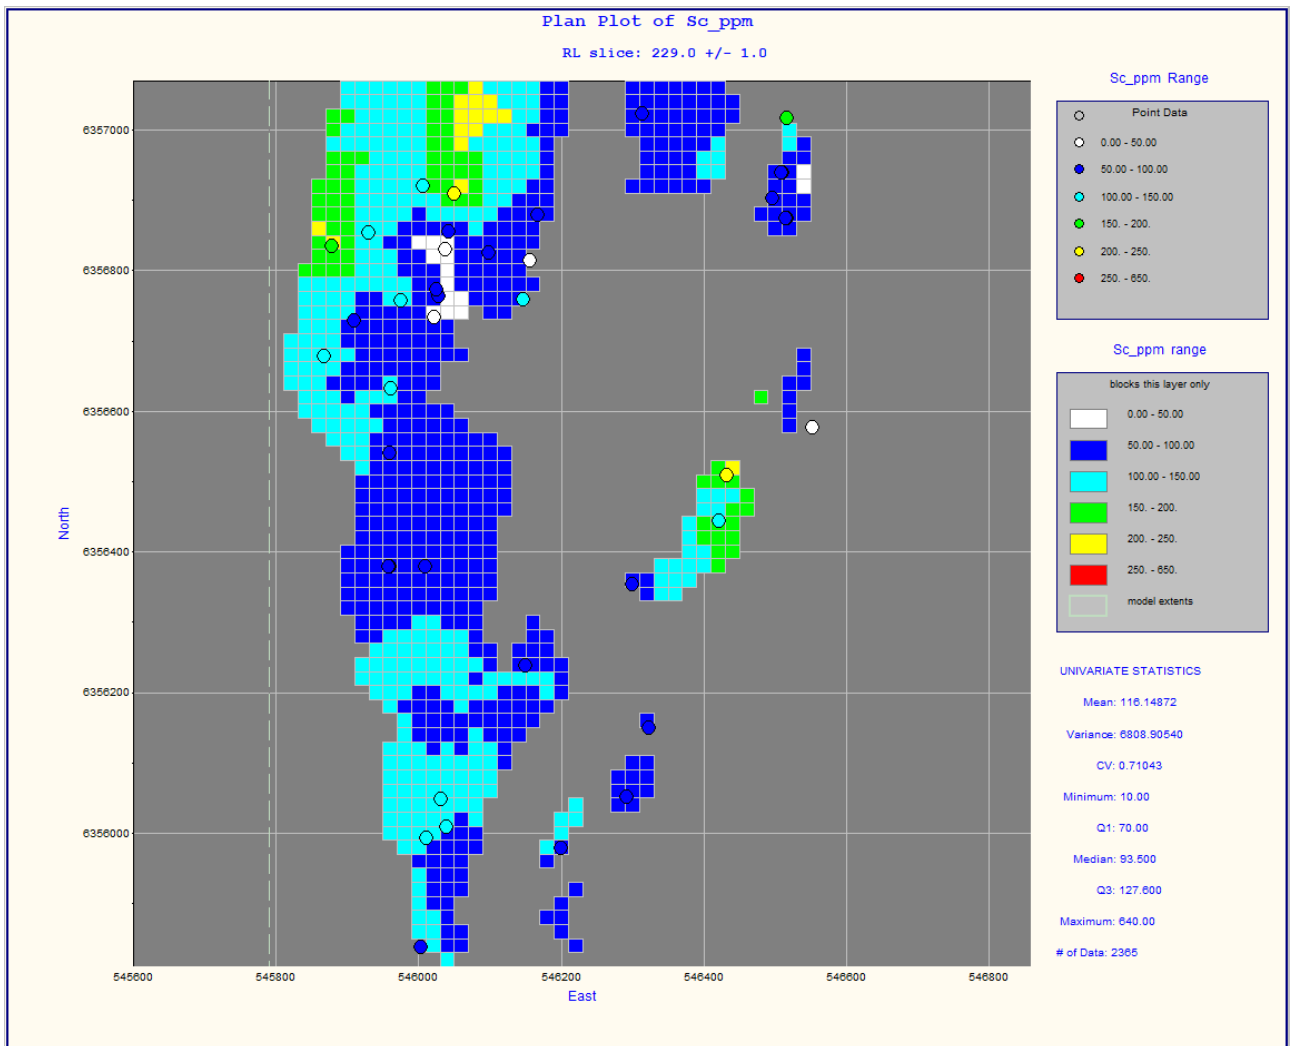 Plan Plot of Sc_ppm
RL slice: 229.0 +/- 1.0
Sc_ppm Range
Point Data
0.00 - 50.00
50.00 - 100.00
100.00 - 150.00
150. - 200.
200. - 250.
250. - 650.
Sc_ppm range
blocks this layer only
0.00 - 50.00
50.00 - 100.00
100.00 - 150.00
150. - 200.
200. - 250.
250. - 650.
model extents
UNIVARIATE STATISTICS
Mean: 116.14872
Variance: 6808.90540
CV: 0.71043
Minimum: 10.00
Q1: 70.00
Median: 93.500
Q3: 127.600
Maximum: 640.00
# of Data: 2365
North
6357000
6356800
6356600
6356400
6356200
6356000
545600 545800 546000 546200 546400 546600 546800
East